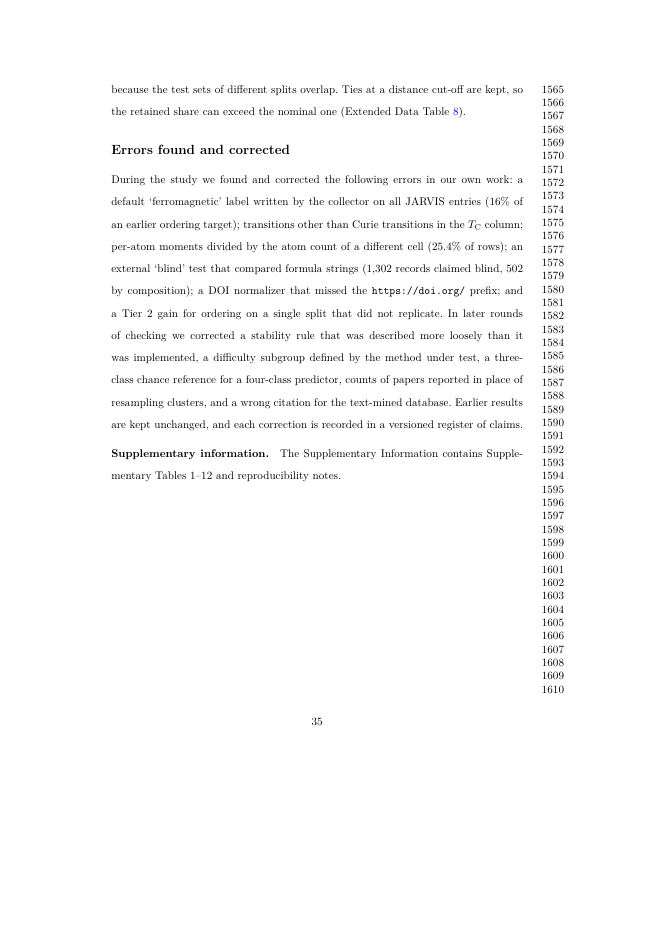 because the test sets of different splits overlap. Ties at a distance cut-off are kept, so
the retained share can exceed the nominal one (Extended Data Table 8).
Errors found and corrected
During the study we found and corrected the following errors in our own work: a
default ‘ferromagnetic’ label written by the collector on all JARVIS entries (16% of
an earlier ordering target); transitions other than Curie transitions in the TC column;
per-atom moments divided by the atom count of a different cell (25.4% of rows); an
external ‘blind’ test that compared formula strings (1,302 records claimed blind, 502
by composition); a DOI normalizer that missed the https://doi.org/ prefix; and
a Tier 2 gain for ordering on a single split that did not replicate. In later rounds
of checking we corrected a stability rule that was described more loosely than it
was implemented, a difficulty subgroup defined by the method under test, a three-
class chance reference for a four-class predictor, counts of papers reported in place of
resampling clusters, and a wrong citation for the text-mined database. Earlier results
are kept unchanged, and each correction is recorded in a versioned register of claims.
Supplementary information. The Supplementary Information contains Supple-
mentary Tables 1–12 and reproducibility notes.
1565
1566
1567
1568
1569
1570
1571
1572
1573
1574
1575
1576
1577
1578
1579
1580
1581
1582
1583
1584
1585
1586
1587
1588
1589
1590
1591
1592
1593
1594
1595
1596
1597
1598
1599
1600
1601
1602
1603
1604
1605
1606
1607
1608
1609
1610
35